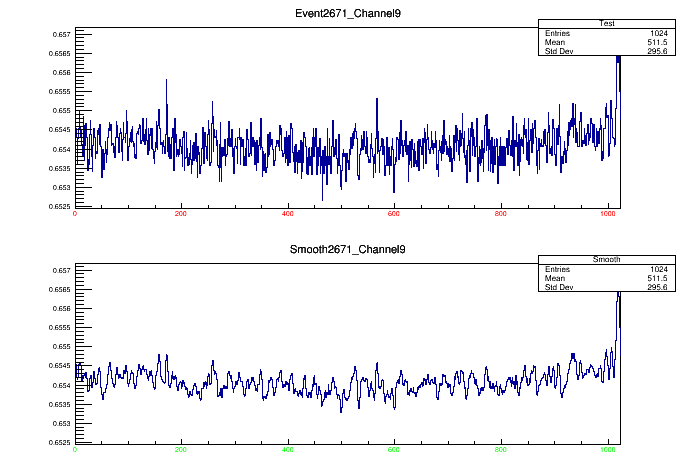 Event2671_Channel9
Test
Entries 1024
Mean 511.5
Std Dev 295.6
0.657
0.6565
0.656
0.6555
0.655
0.6545
0.654
0.6535
0.653
0.6525
0 200 400 600 800 1000
Smooth2671_Channel9
Smooth
Entries 1024
Mean 511.5
Std Dev 295.6
0.657
0.6565
0.656
0.6555
0.655
0.6545
0.654
0.6535
0.653
0.6525
0 200 400 600 800 1000